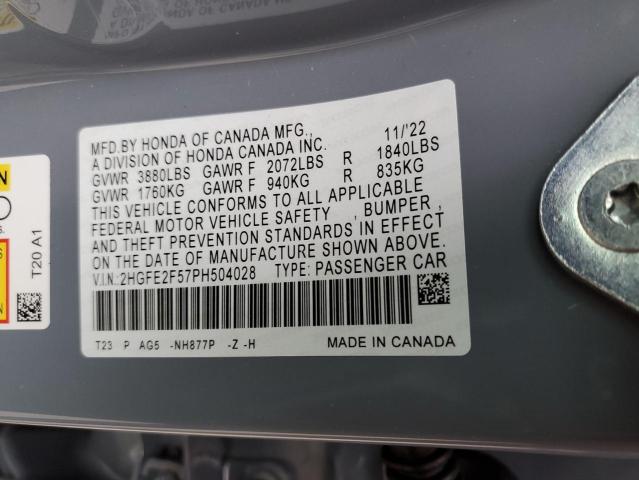 MFD.BY HONDA OF CANADA MFG., 11/'22
A DIVISION OF HONDA CANADA INC.
GVWR 3880LBS GAWR F 2072LBS R 1840LBS
GVWR 1760KG GAWR F 940KG R 835KG
THIS VEHICLE CONFORMS TO ALL APPLICABLE
FEDERAL MOTOR VEHICLE SAFETY , BUMPER ,
AND THEFT PREVENTION STANDARDS IN EFFECT
ON THE DATE OF MANUFACTURE SHOWN ABOVE.
V.I.N:2HGFE2F57PH504028 TYPE: PASSENGER CAR
T23 P AG5 -NH877P -Z -H MADE IN CANADA
T20 A1